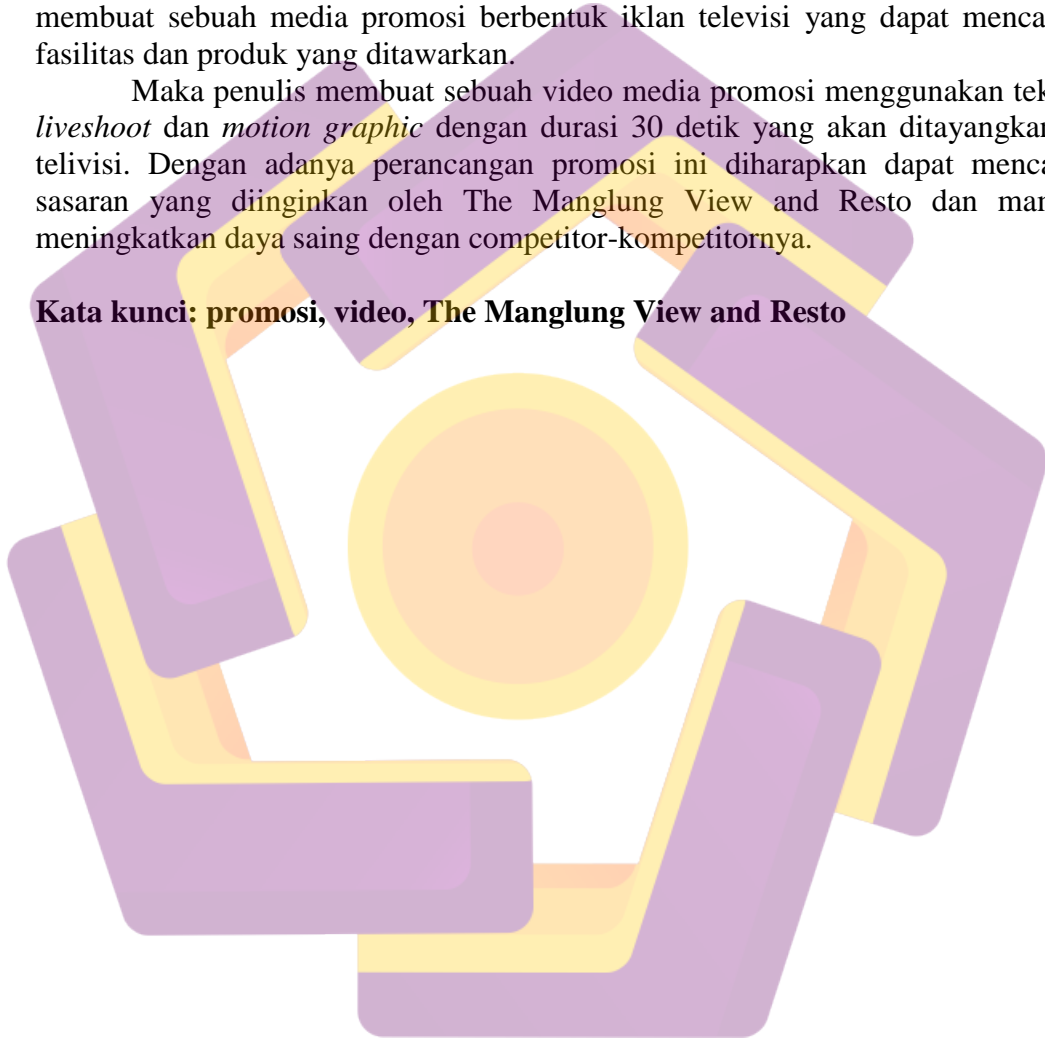 membuat sebuah media promosi berbentuk iklan televisi yang dapat menca
fasilitas dan produk yang ditawarkan.
Maka penulis membuat sebuah video media promosi menggunakan tek
liveshoot dan motion graphic dengan durasi 30 detik yang akan ditayangkan
telivisi. Dengan adanya perancangan promosi ini diharapkan dapat menca
sasaran yang diinginkan oleh The Manglung View and Resto dan man
meningkatkan daya saing dengan competitor-kompetitornya.
Kata kunci: promosi, video, The Manglung View and Resto